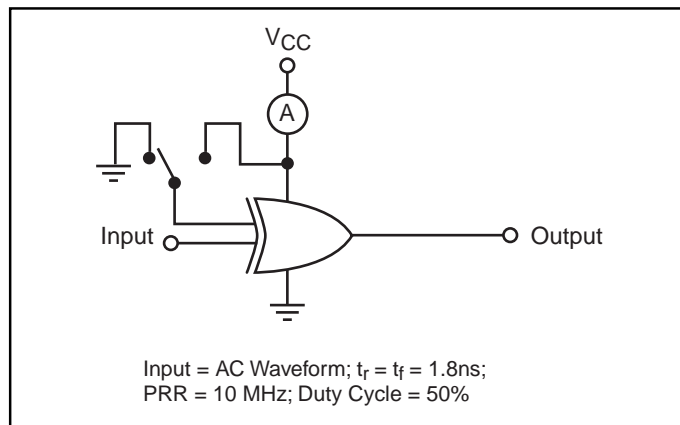 VCC
A
Input
Output
Input = AC Waveform; tr = tf = 1.8ns;
PRR = 10 MHz; Duty Cycle = 50%